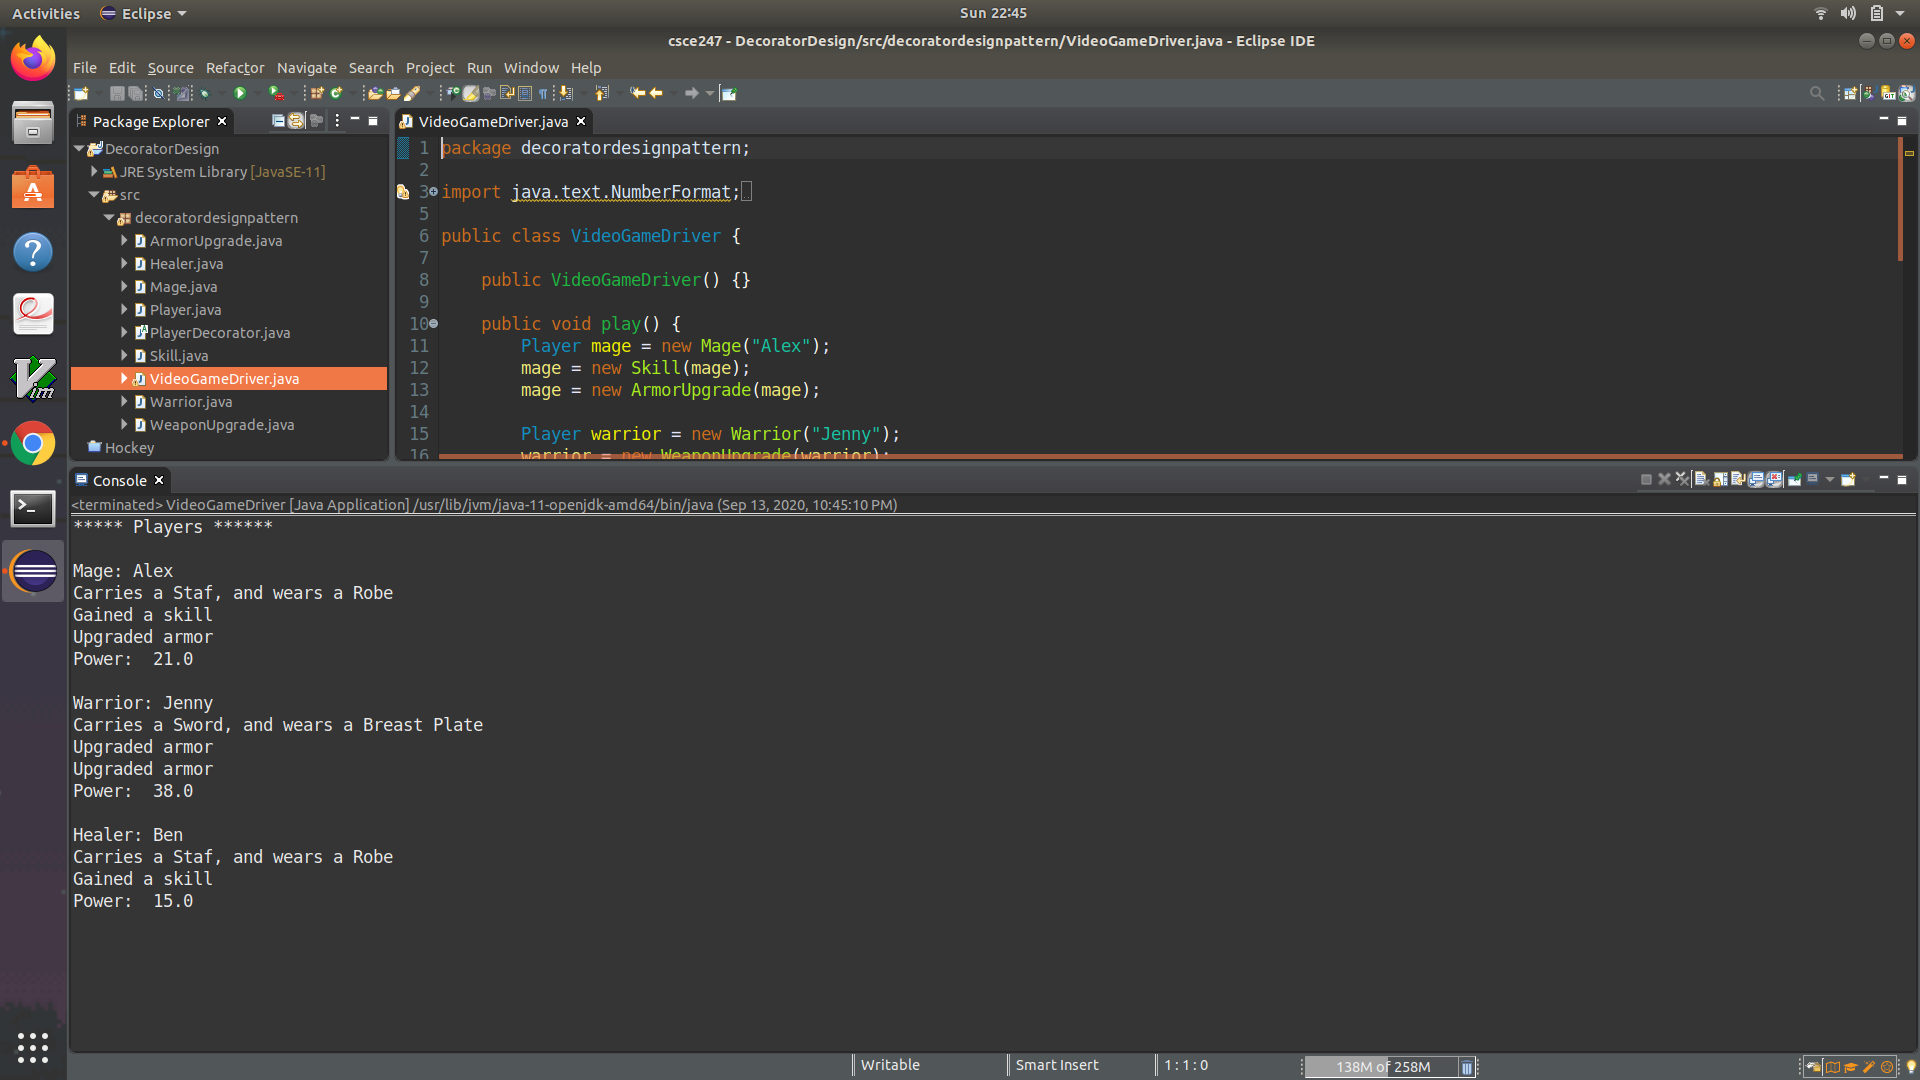 Activities
Eclipse
Sun 22:45
csce247 - DecoratorDesign/src/decoratordesignpattern/VideoGameDriver.java - Eclipse IDE
File Edit Source Refactor Navigate Search Project Run Window Help
Package Explorer
DecoratorDesign
JRE System Library [JavaSE-11]
src
decoratordesignpattern
ArmorUpgrade.java
Healer.java
Mage.java
Player.java
PlayerDecorator.java
Skill.java
VideoGameDriver.java
Warrior.java
WeaponUpgrade.java
Hockey
VideoGameDriver.java
1 package decoratordesignpattern;
2
3 import java.text.NumberFormat;
5
6 public class VideoGameDriver {
7
8 public VideoGameDriver() {}
9
10 public void play() {
11 Player mage = new Mage("Alex");
12 mage = new Skill(mage);
13 mage = new ArmorUpgrade(mage);
14
15 Player warrior = new Warrior("Jenny");
16 warrior = new WeaponUpgrade(warrior);
Console
<terminated> VideoGameDriver [Java Application] /usr/lib/jvm/java-11-openjdk-amd64/bin/java (Sep 13, 2020, 10:45:10 PM)
***** Players ******
Mage: Alex
Carries a Staf, and wears a Robe
Gained a skill
Upgraded armor
Power:  21.0
Warrior: Jenny
Carries a Sword, and wears a Breast Plate
Upgraded armor
Upgraded armor
Power:  38.0
Healer: Ben
Carries a Staf, and wears a Robe
Gained a skill
Power:  15.0
Writable
Smart Insert
1 : 1 : 0
138M of 258M